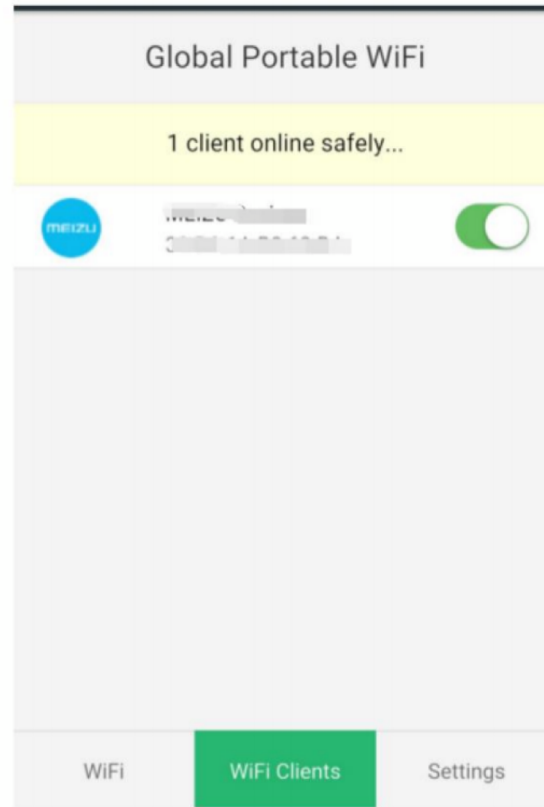 Global Portable WiFi
1 client online safely...
MEIZU
WiFi
WiFi Clients
Settings